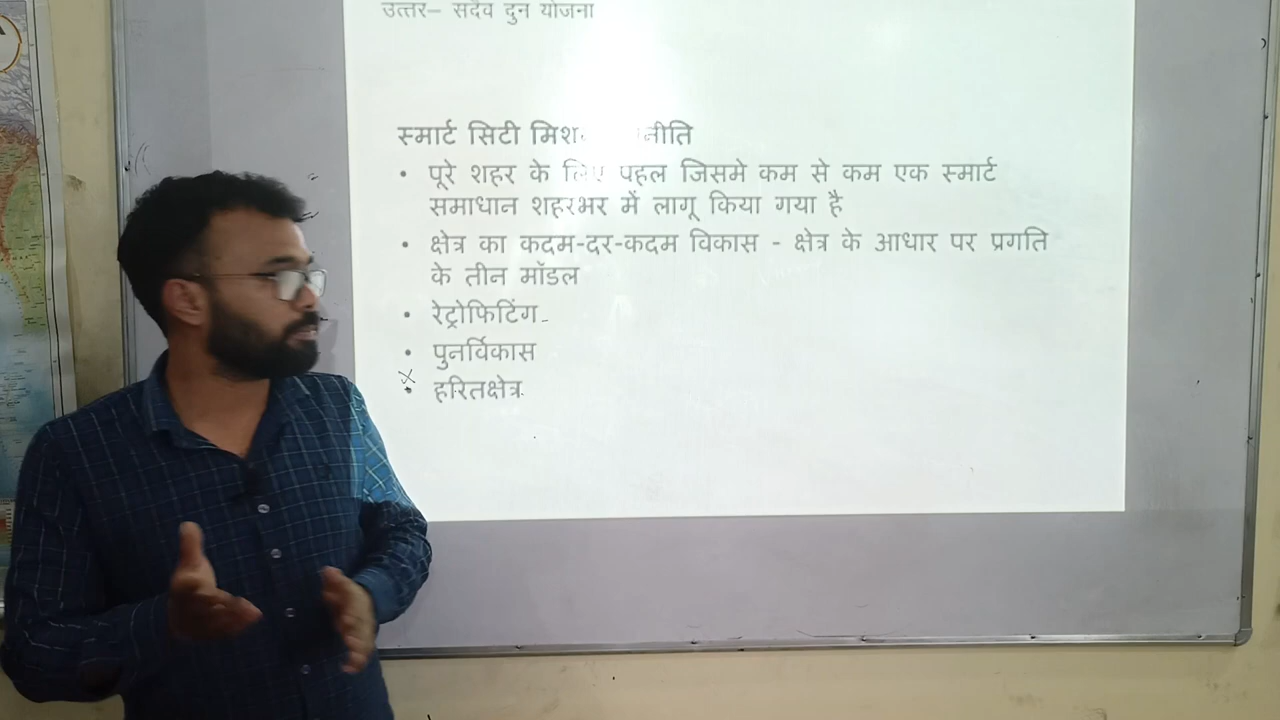 उत्तर– सदैव दुन योजना
स्मार्ट सिटी
• पूरे शहर के लिए पहल जिसमे कम से कम एक स्मार्ट
समाधान शहरभर में लागू किया गया है
• क्षेत्र का कदम-दर-कदम विकास - क्षेत्र के आधार पर प्रगति
के तीन मॉडल
• रेट्रोफिटिंग
• पुनर्विकास
• हरितक्षेत्र